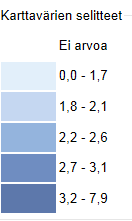 Karttavärien selitteet
Ei arvoa
0,0 - 1,7
1,8 - 2,1
2,2 - 2,6
2,7 - 3,1
3,2 - 7,9